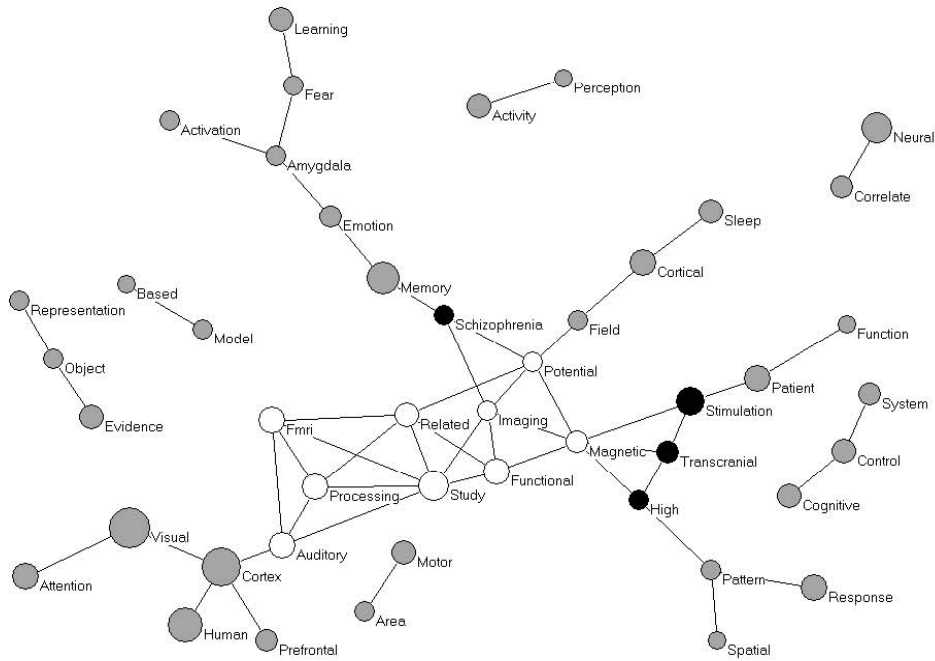 Learning
Fear
Perception
Activity
Activation
Neural
Amygdala
Correlate
Sleep
Emotion
Cortical
Memory
Based
Representation
Schizophrenia
Field
Function
Model
Object
Potential
Patient
System
Stimulation
Imaging
Related
Fmri
Evidence
Magnetic
Control
Transcranial
Functional
Processing
Study
Cognitive
High
Visual
Auditory
Motor
Cortex
Pattern
Attention
Response
Area
Human
Prefrontal
Spatial